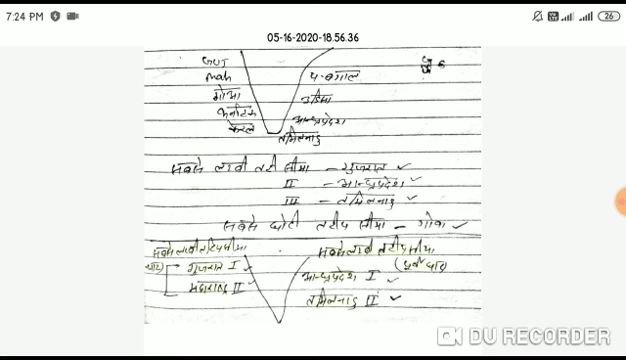 7:24 PM
26
05-16-2020-18.56.36
GUJ
mah
गोआ
कर्नाटक
केरल
प. बंगाल
उडिसा
आन्ध्रप्रदेश
तमिलनाडु
सबसे लम्बी तटीय सीमा - गुजरात ✓
II - आन्ध्रप्रदेश ✓
III - तमिलनाडु ✓
सबसे छोटी तटीय सीमा - गोवा ✓
सबसे लम्बी तटीय सीमा
गुजरात I ✓
महाराष्ट्र II ✓
सबसे लम्बी तटीय सीमा
(पूर्वी घाट)
आन्ध्रप्रदेश I ✓
तमिलनाडु II ✓
DU RECORDER